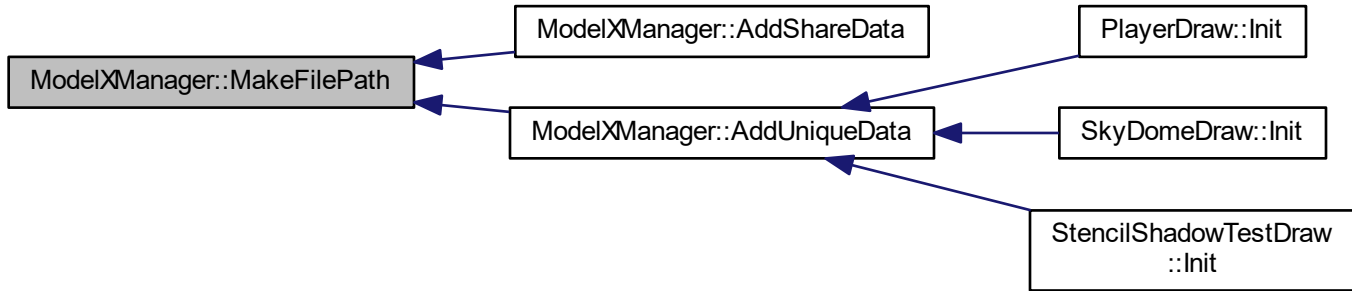 ModelXManager::AddShareData
PlayerDraw::Init
ModelXManager::MakeFilePath
ModelXManager::AddUniqueData
SkyDomeDraw::Init
StencilShadowTestDraw
::Init